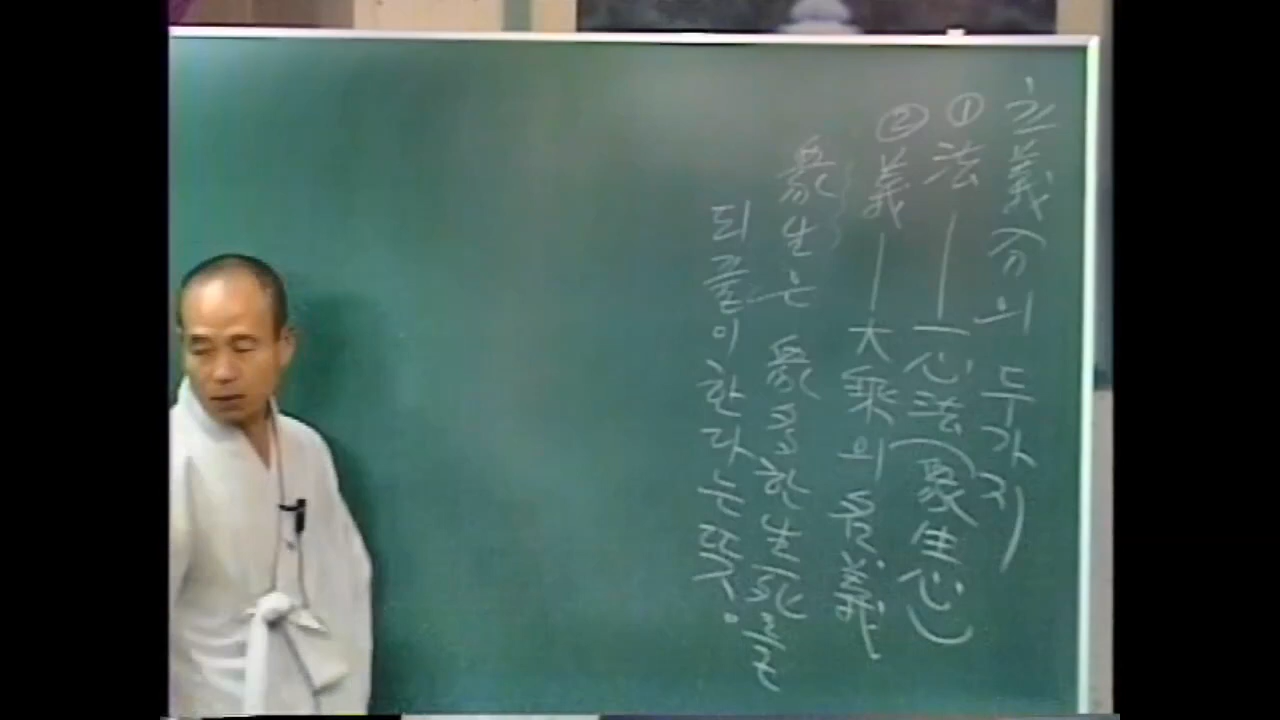 立義分의 두가지
① 法 — 一心法(衆生心)
② 義 — 大乘의 名義
衆生은 衆多한 生死를
되풀이한다는 뜻.